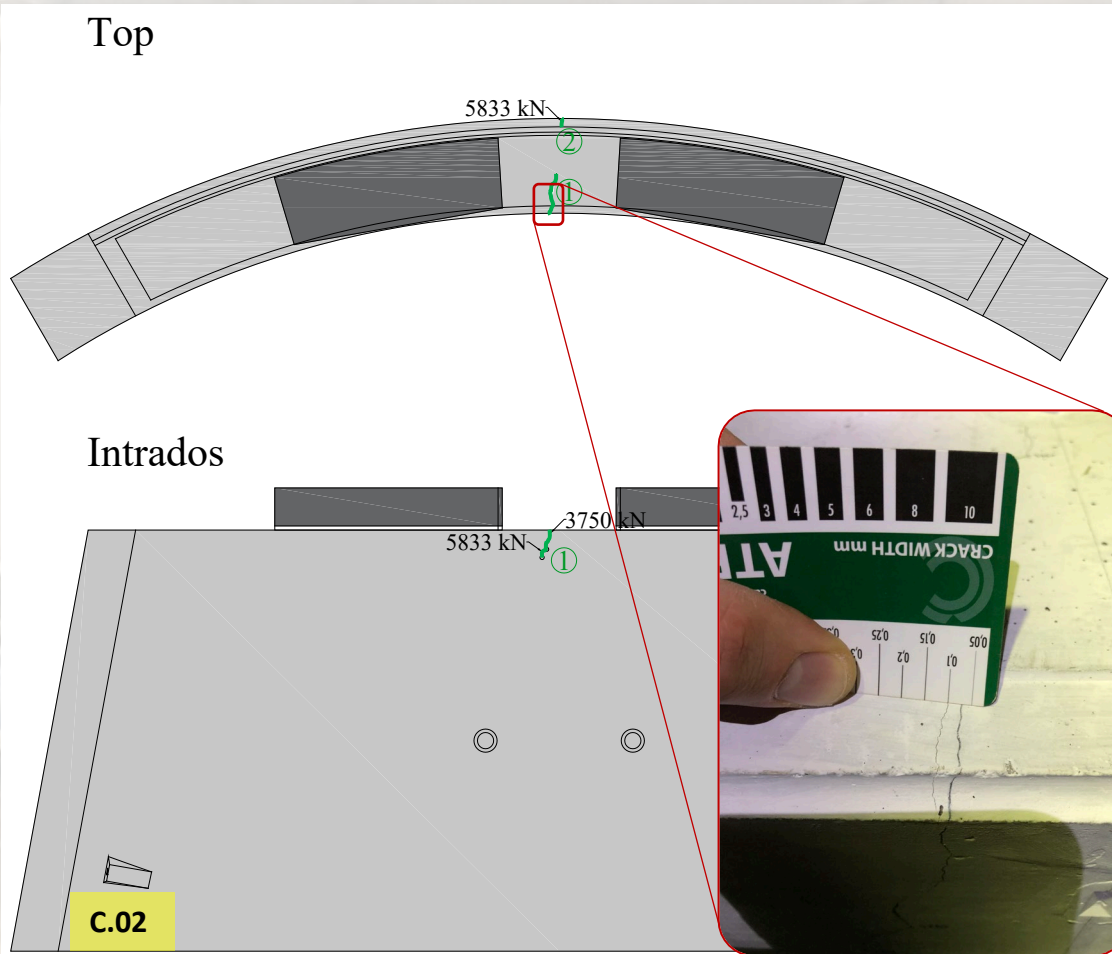 Top
5833 kN
②
①
Intrados
3750 kN
5833 kN
①
2,5 3 4 5 6 8 10
CRACK WIDTH mm
0,25 0,2 0,15 0,1 0,05
C.02